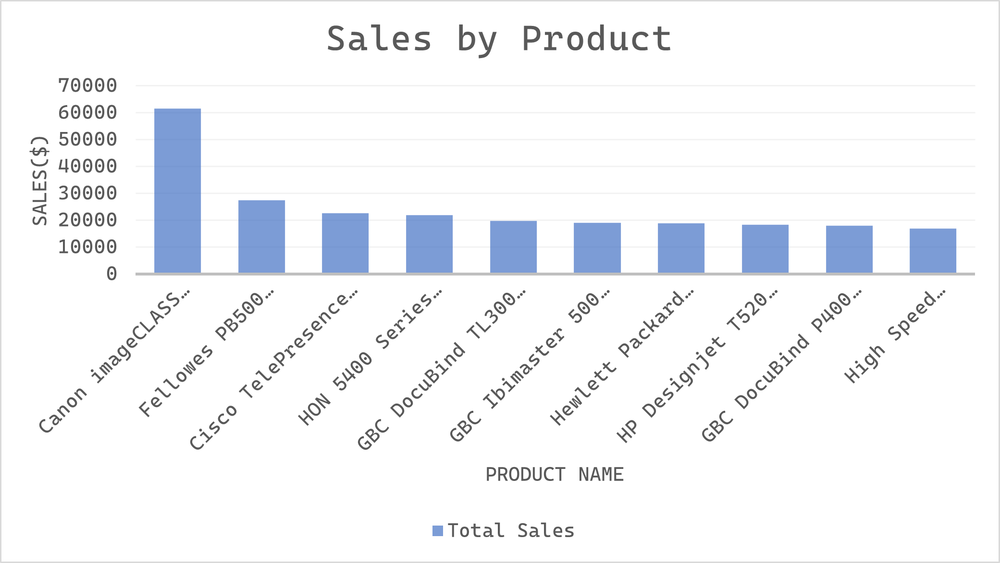 Sales by Product
SALES($)
70000
60000
50000
40000
30000
20000
10000
0
Canon imageCLASS…
Fellowes PB500…
Cisco TelePresence…
HON 5400 Series…
GBC DocuBind TL300…
GBC Ibimaster 500…
Hewlett Packard…
HP Designjet T520…
GBC DocuBind P400…
High Speed…
PRODUCT NAME
Total Sales